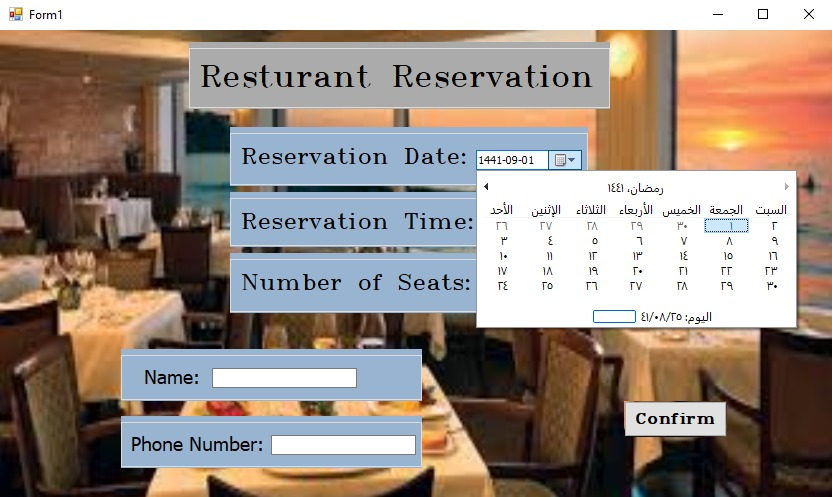 Form1
Resturant Reservation
Reservation Date: 1441-09-01
رمضان، ١٤٤١
الأحد الإثنين الثلاثاء الأربعاء الخميس الجمعة السبت
٢٦ ٢٧ ٢٨ ٢٩ ٣٠ ١ ٢
٣ ٤ ٥ ٦ ٧ ٨ ٩
١٠ ١١ ١٢ ١٣ ١٤ ١٥ ١٦
١٧ ١٨ ١٩ ٢٠ ٢١ ٢٢ ٢٣
٢٤ ٢٥ ٢٦ ٢٧ ٢٨ ٢٩ ٣٠
اليوم: ٤١/٠٨/٢٥
Reservation Time:
Number of Seats:
Name:
Phone Number:
Confirm